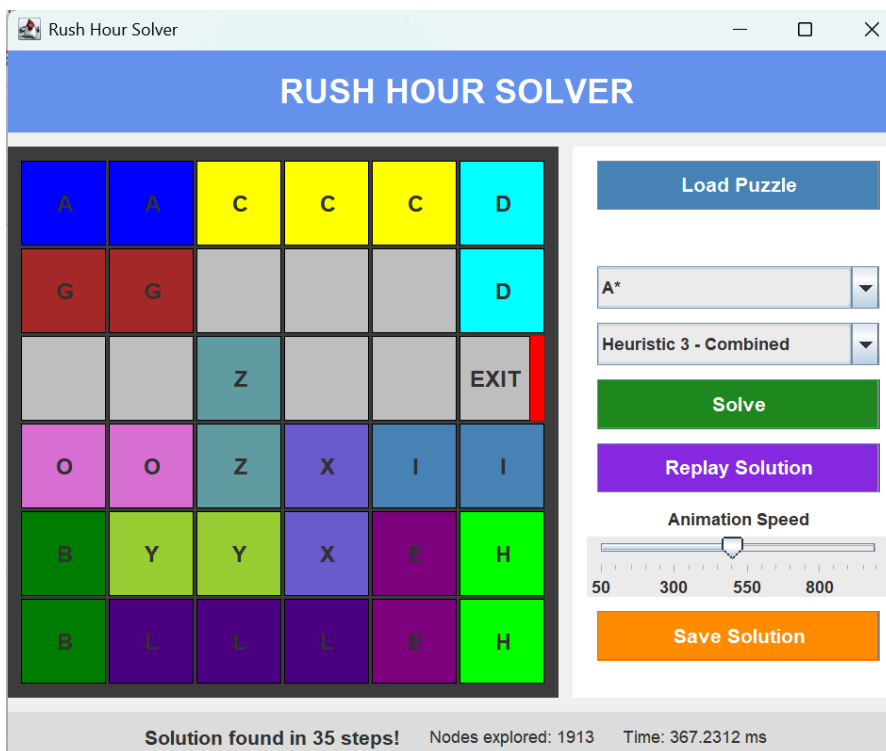 Rush Hour Solver
RUSH HOUR SOLVER
A A C C C D
G G D
Z EXIT
O O Z X I I
B Y Y X E H
B L L L E H
Load Puzzle
A*
Heuristic 3 - Combined
Solve
Replay Solution
Animation Speed
50 300 550 800
Save Solution
Solution found in 35 steps! Nodes explored: 1913 Time: 367.2312 ms